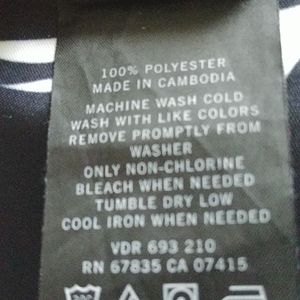 100% POLYESTER
MADE IN CAMBODIA
MACHINE WASH COLD
WASH WITH LIKE COLORS
REMOVE PROMPTLY FROM
WASHER
ONLY NON-CHLORINE
BLEACH WHEN NEEDED
TUMBLE DRY LOW
COOL IRON WHEN NEEDED
VDR 693 210
RN 67835 CA 07415